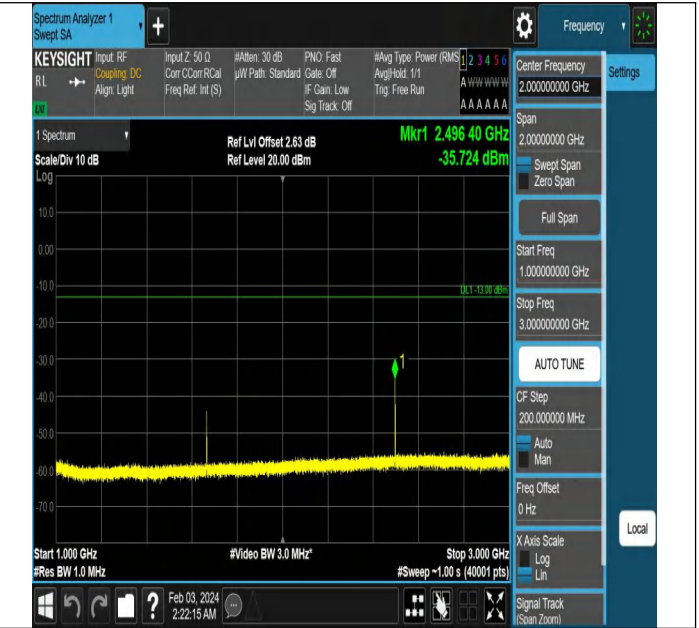 Spectrum Analyzer 1
Swept SA
+
Frequency
KEYSIGHT
RL
LXI
Input: RF
Coupling: DC
Align: Light
Input Z: 50 Ω
Corr CCorr RCal
Freq Ref: Int (S)
#Atten: 30 dB
µW Path: Standard
PNO: Fast
Gate: Off
IF Gain: Low
Sig Track: Off
#Avg Type: Power (RMS
Avg|Hold: 1/1
Trig: Free Run
1 2 3 4 5 6
A W W W W W
A A A A A A
1 Spectrum
Scale/Div 10 dB
Log
Ref Lvl Offset 2.63 dB
Ref Level 20.00 dBm
Mkr1 2.496 40 GHz
-35.724 dBm
10.0
0.00
-10.0
-20.0
-30.0
-40.0
-50.0
-60.0
-70.0
DL1 -13.00 dBm
1
Start 1.000 GHz
#Res BW 1.0 MHz
#Video BW 3.0 MHz*
Stop 3.000 GHz
#Sweep ~1.00 s (40001 pts)
?
Feb 03, 2024
2:22:15 AM
Center Frequency
2.00000000 GHz
Span
2.00000000 GHz
Swept Span
Zero Span
Full Span
Start Freq
1.000000000 GHz
Stop Freq
3.000000000 GHz
AUTO TUNE
CF Step
200.000000 MHz
Auto
Man
Freq Offset
0 Hz
X Axis Scale
Log
Lin
Signal Track
(Span Zoom)
Settings
Local